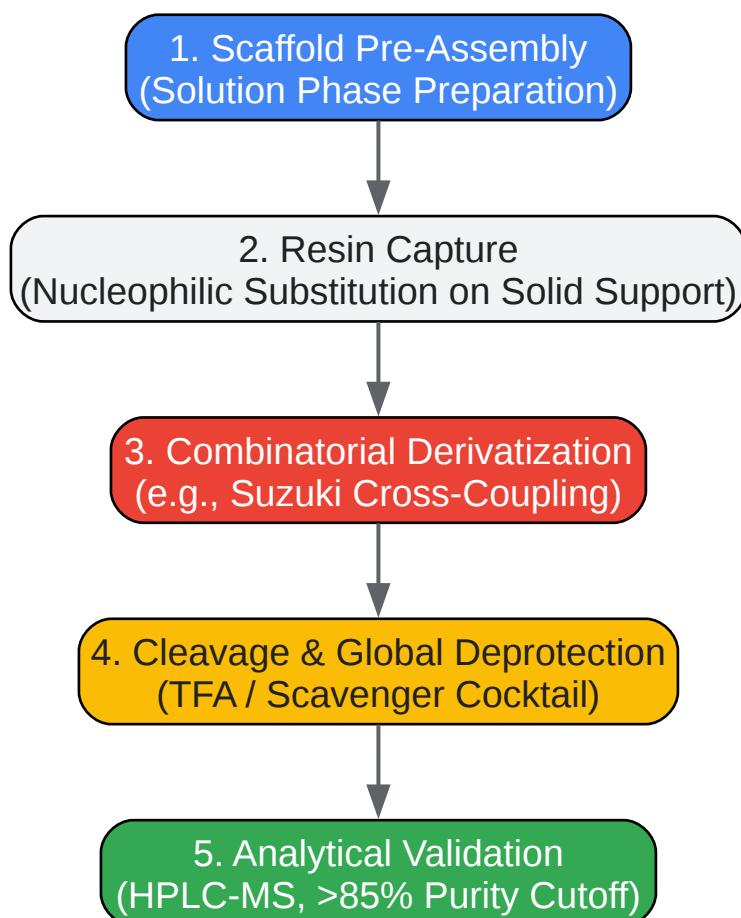 1. Scaffold Pre-Assembly
(Solution Phase Preparation)
2. Resin Capture
(Nucleophilic Substitution on Solid Support)
3. Combinatorial Derivatization
(e.g., Suzuki Cross-Coupling)
4. Cleavage & Global Deprotection
(TFA / Scavenger Cocktail)
5. Analytical Validation
(HPLC-MS, >85% Purity Cutoff)